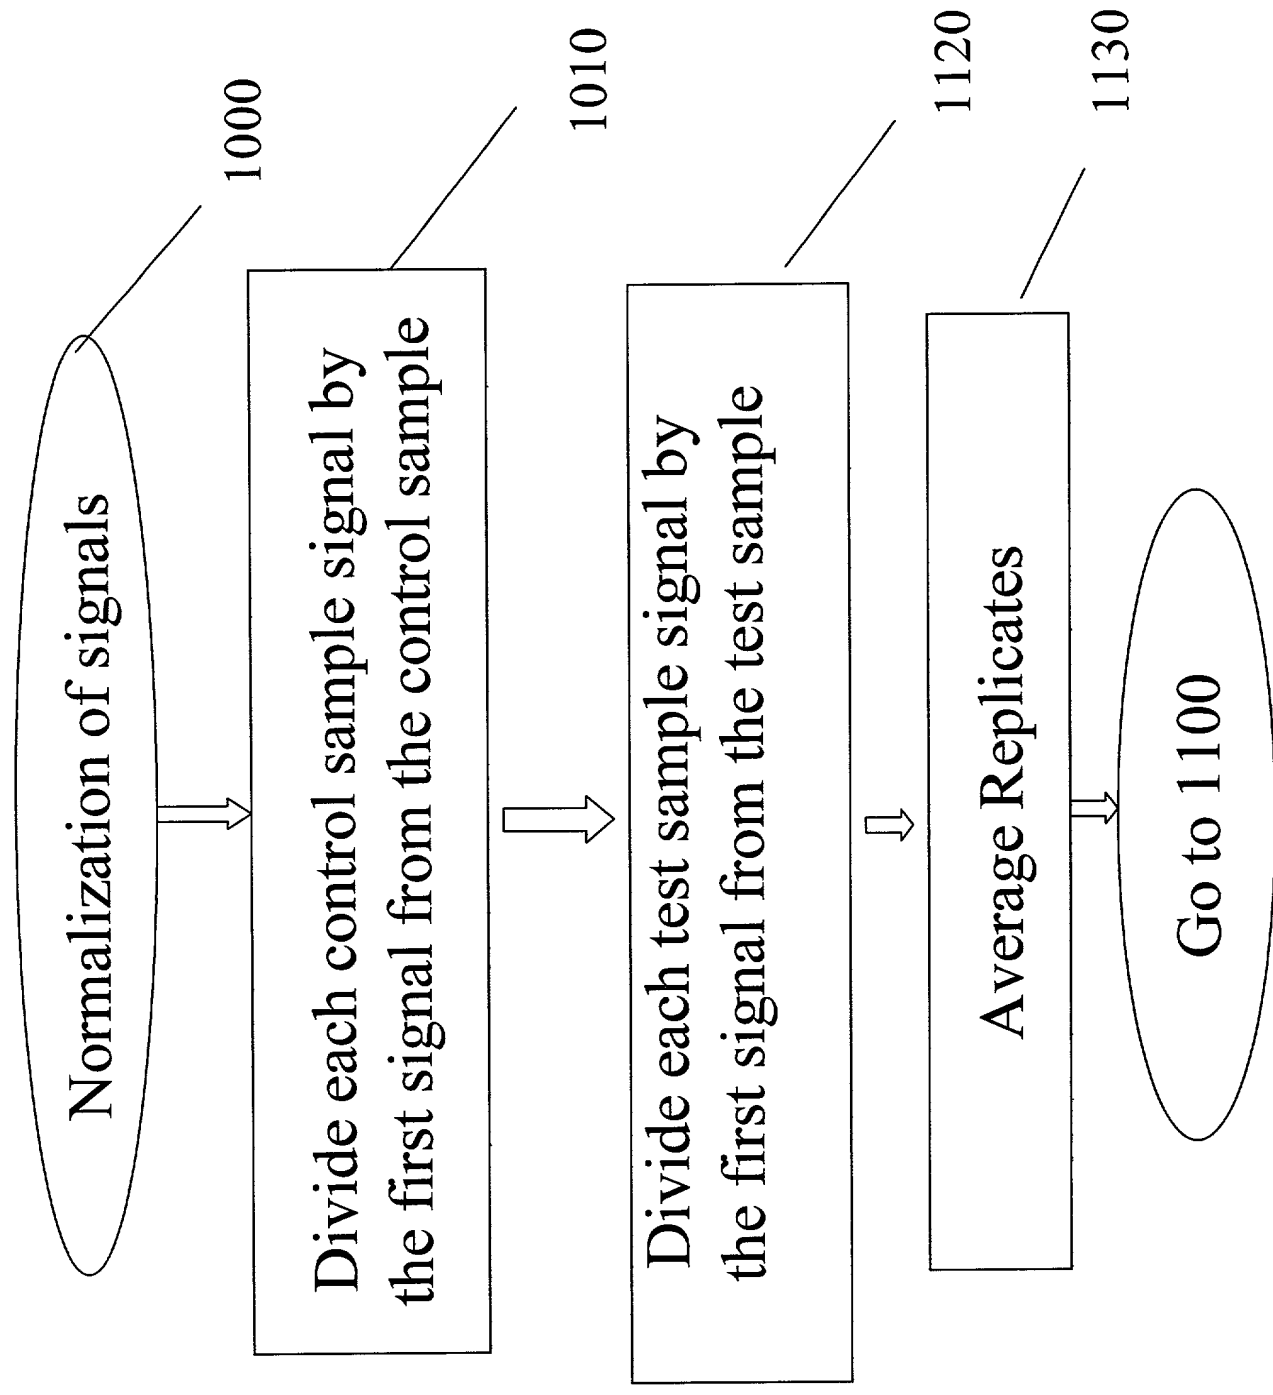 Normalization of signals
1000
Divide each control sample signal by
the first signal from the control sample
1010
Divide each test sample signal by
the first signal from the test sample
1120
Average Replicates
1130
Go to 1100